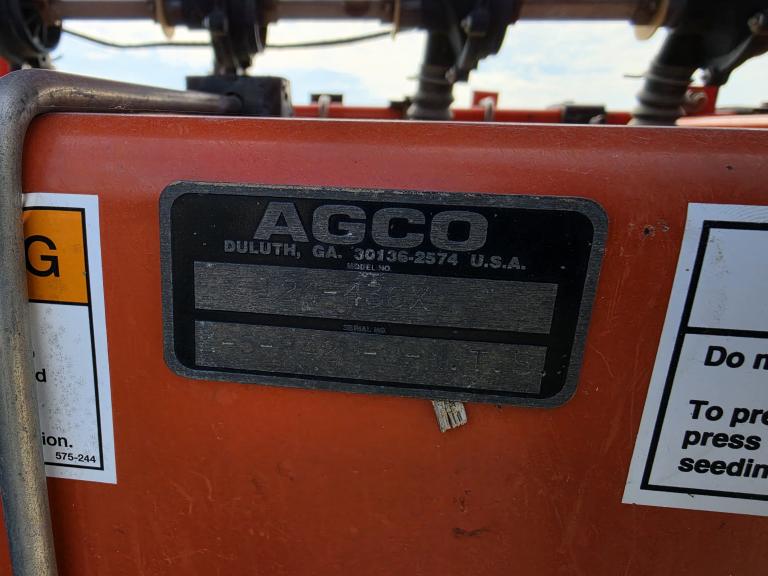 AGCO
DULUTH, GA. 30136-2574 U.S.A.
MODEL NO.
SERIAL NO.
G
d
ion.
575-244
Do n
To pre
press
seedin